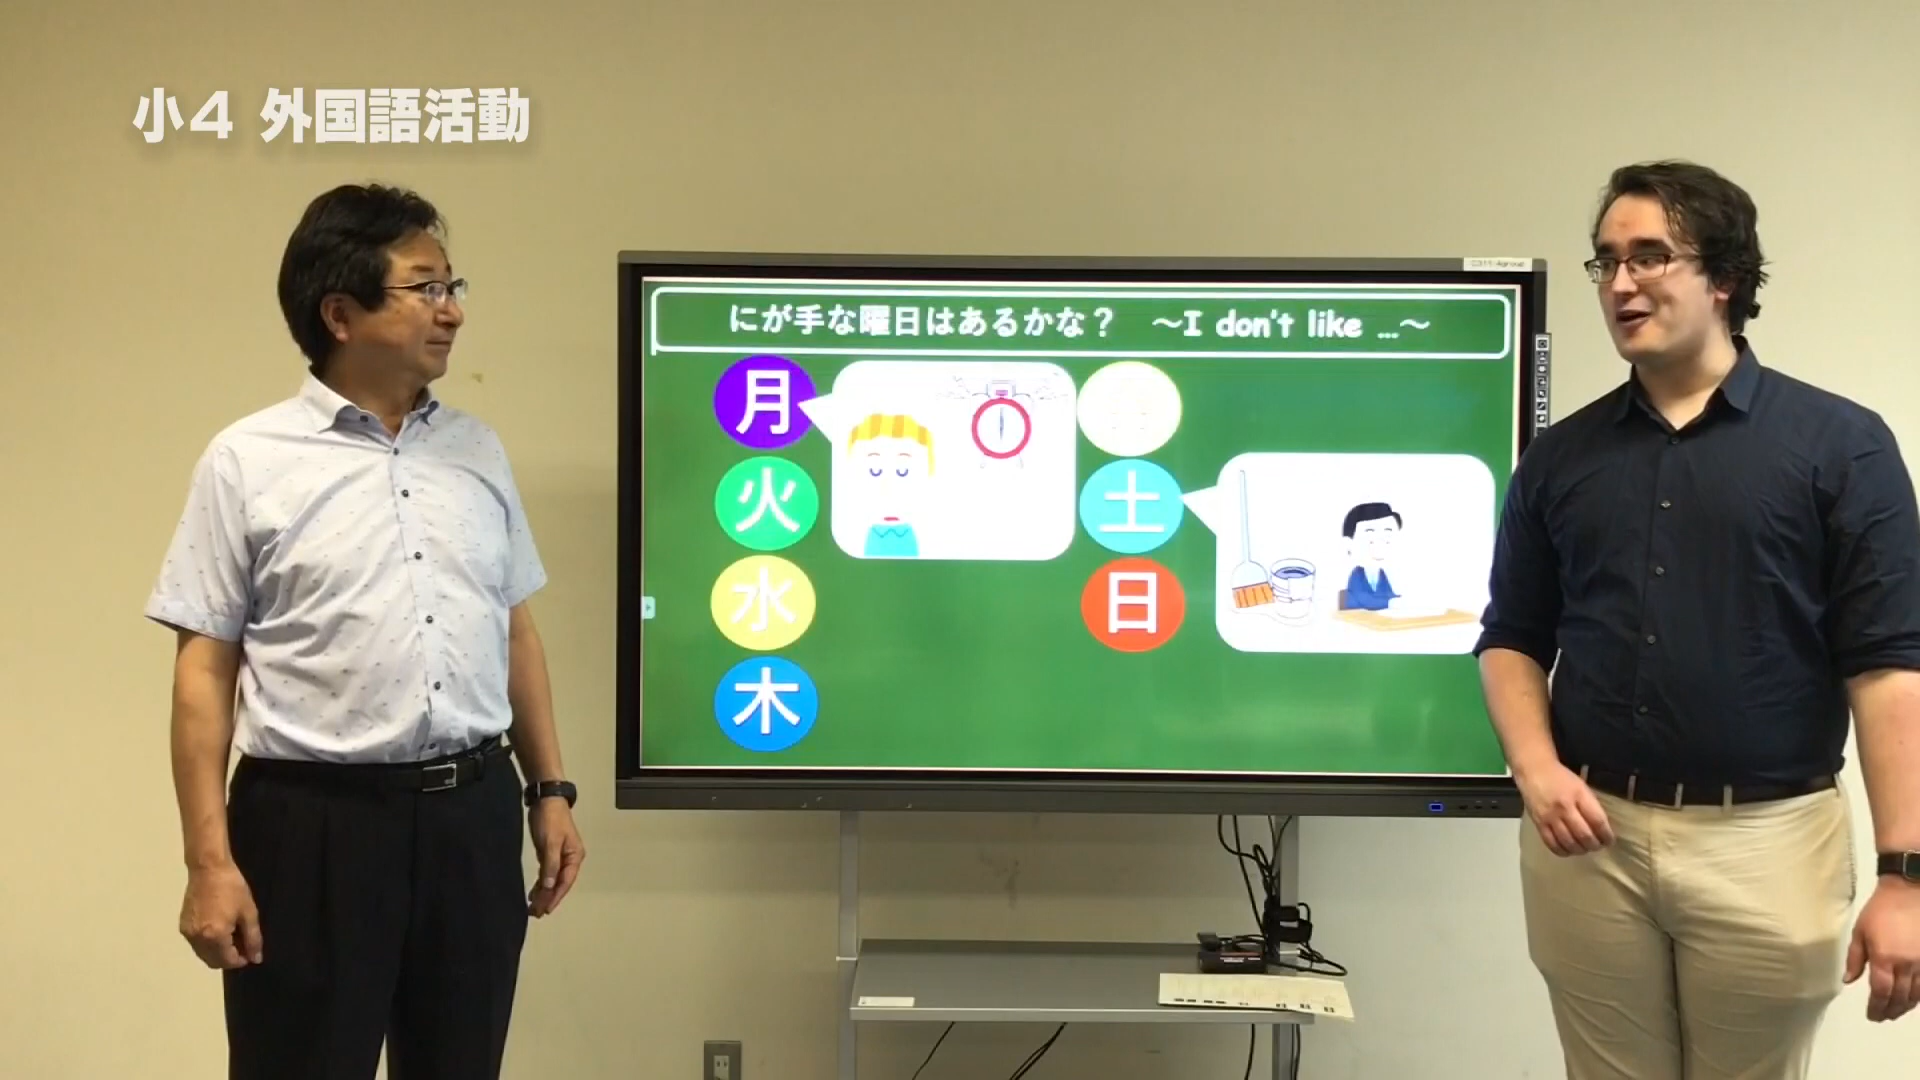 小4 外国語活動
にが手な曜日はあるかな？ ～I don't like …～
月
火
水
木
土
日